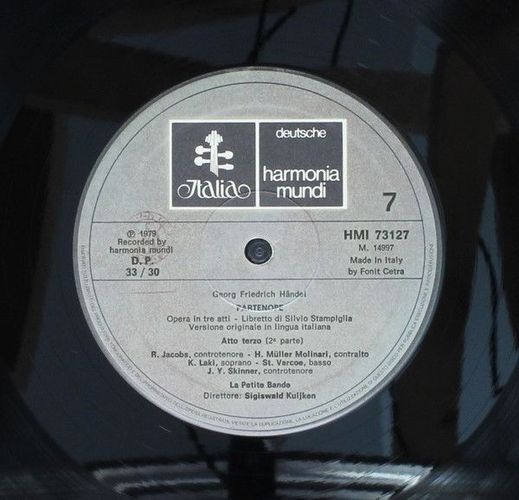 Italia
deutsche
harmonia
mundi
7
℗ 1979
Recorded by
harmonia mundi
D.P.
33 / 30
HMI 73127
M. 14997
Made in Italy
by Fonit Cetra
Georg Friedrich Händel
PARTENOPE
Opera in tre atti - Libretto di Silvio Stampiglia
Versione originale in lingua italiana
Atto terzo (2ª parte)
R. Jacobs, controtenore - H. Müller Molinari, contralto
K. Laki, soprano - St. Varcoe, basso
J. Y. Skinner, controtenore
La Petite Bande
Direttore: Sigiswald Kuijken